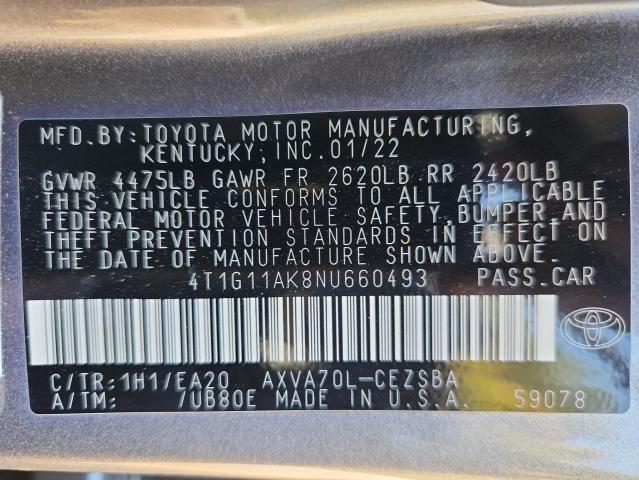 MFD. BY: TOYOTA MOTOR MANUFACTURING,
KENTUCKY, INC. 01/22
GVWR 4475LB GAWR FR 2620LB RR 2420LB
THIS VEHICLE CONFORMS TO ALL APPLICABLE
FEDERAL MOTOR VEHICLE SAFETY, BUMPER, AND
THEFT PREVENTION STANDARDS IN EFFECT ON
THE DATE OF MANUFACTURE SHOWN ABOVE.
4T1G11AK8NU660493 PASS. CAR
C/TR: 1H1/EA20 AXVA70L-CEZSBA
A/TM: /UB80E MADE IN U.S.A. 59078